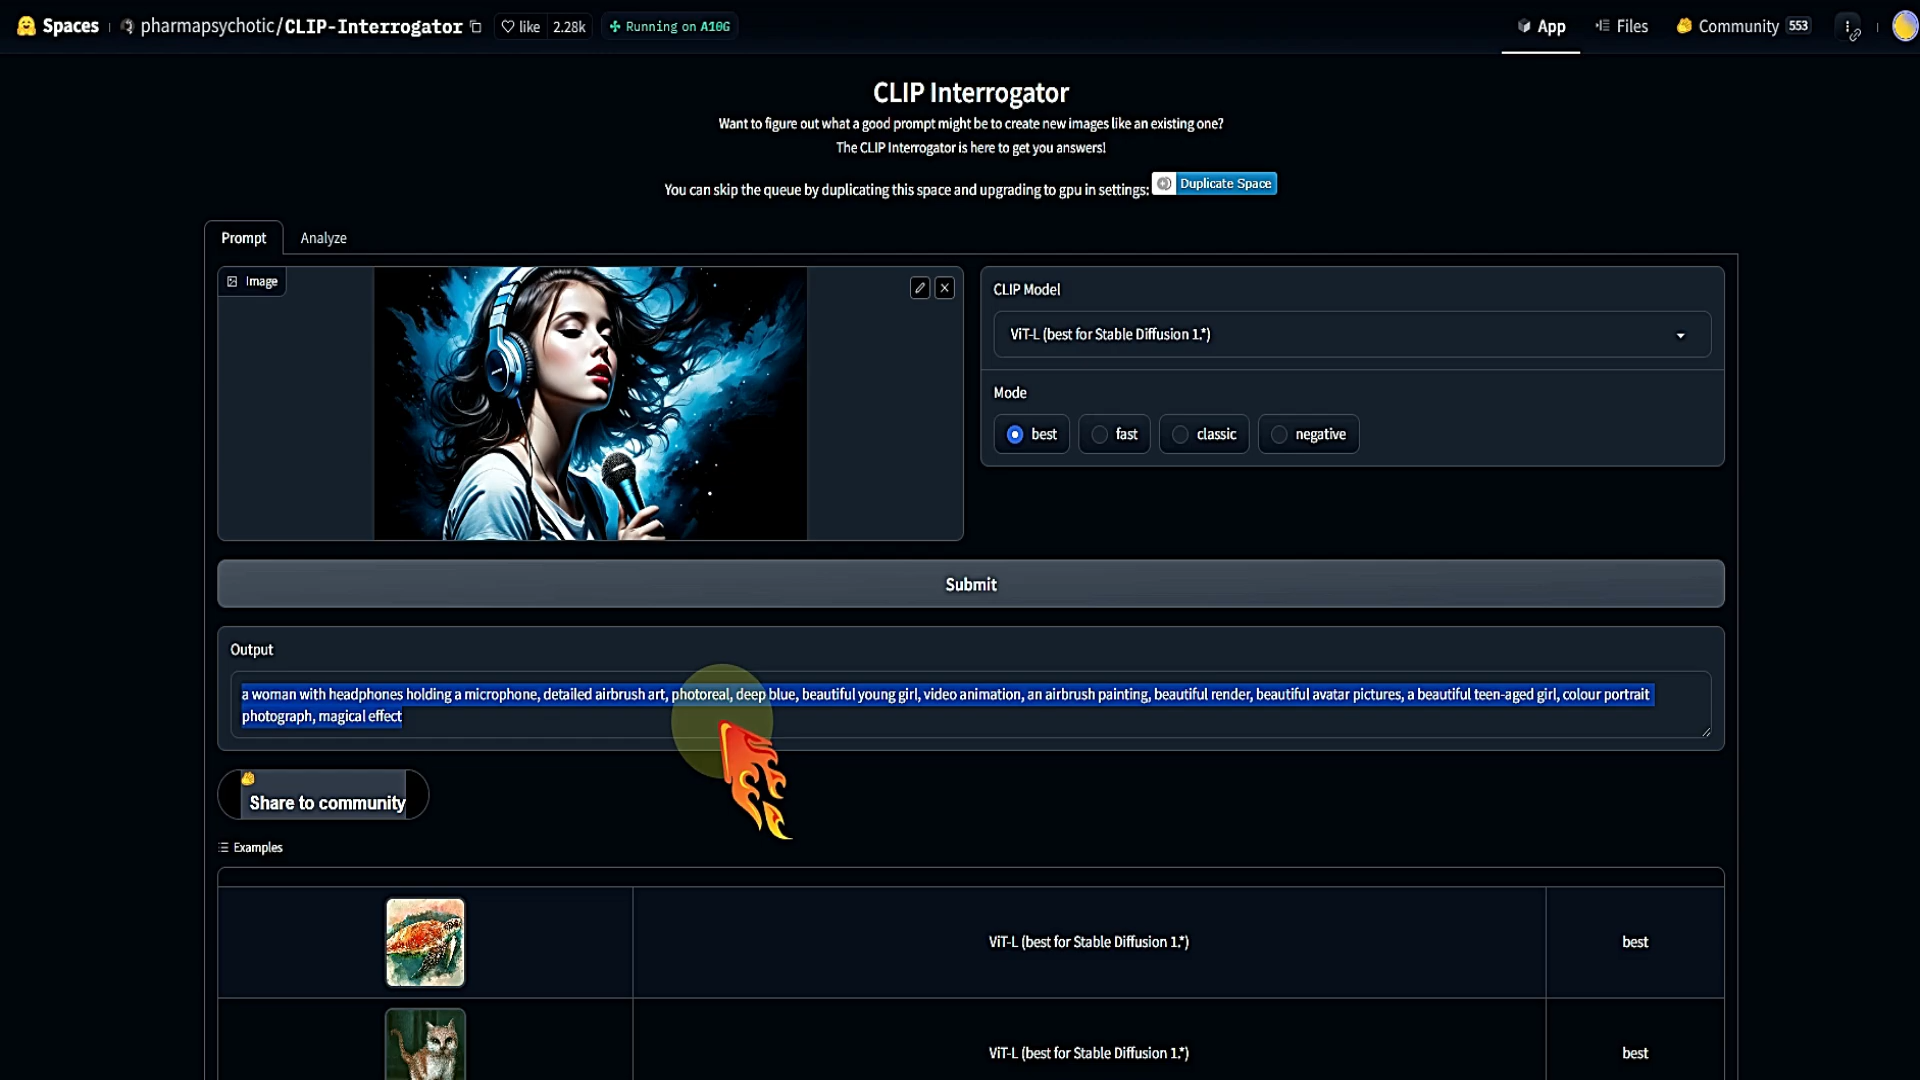 Spaces pharmapsychotic/CLIP-Interrogator like 2.28k Running on A10G App Files Community 553
CLIP Interrogator
Want to figure out what a good prompt might be to create new images like an existing one?
The CLIP Interrogator is here to get you answers!
You can skip the queue by duplicating this space and upgrading to gpu in settings: Duplicate Space
Prompt Analyze
Image
CLIP Model
ViT-L (best for Stable Diffusion 1.*)
Mode
best fast classic negative
Submit
Output
a woman with headphones holding a microphone, detailed airbrush art, photoreal, deep blue, beautiful young girl, video animation, an airbrush painting, beautiful render, beautiful avatar pictures, a beautiful teen-aged girl, colour portrait
photograph, magical effect
Share to community
Examples
ViT-L (best for Stable Diffusion 1.*) best
ViT-L (best for Stable Diffusion 1.*) best